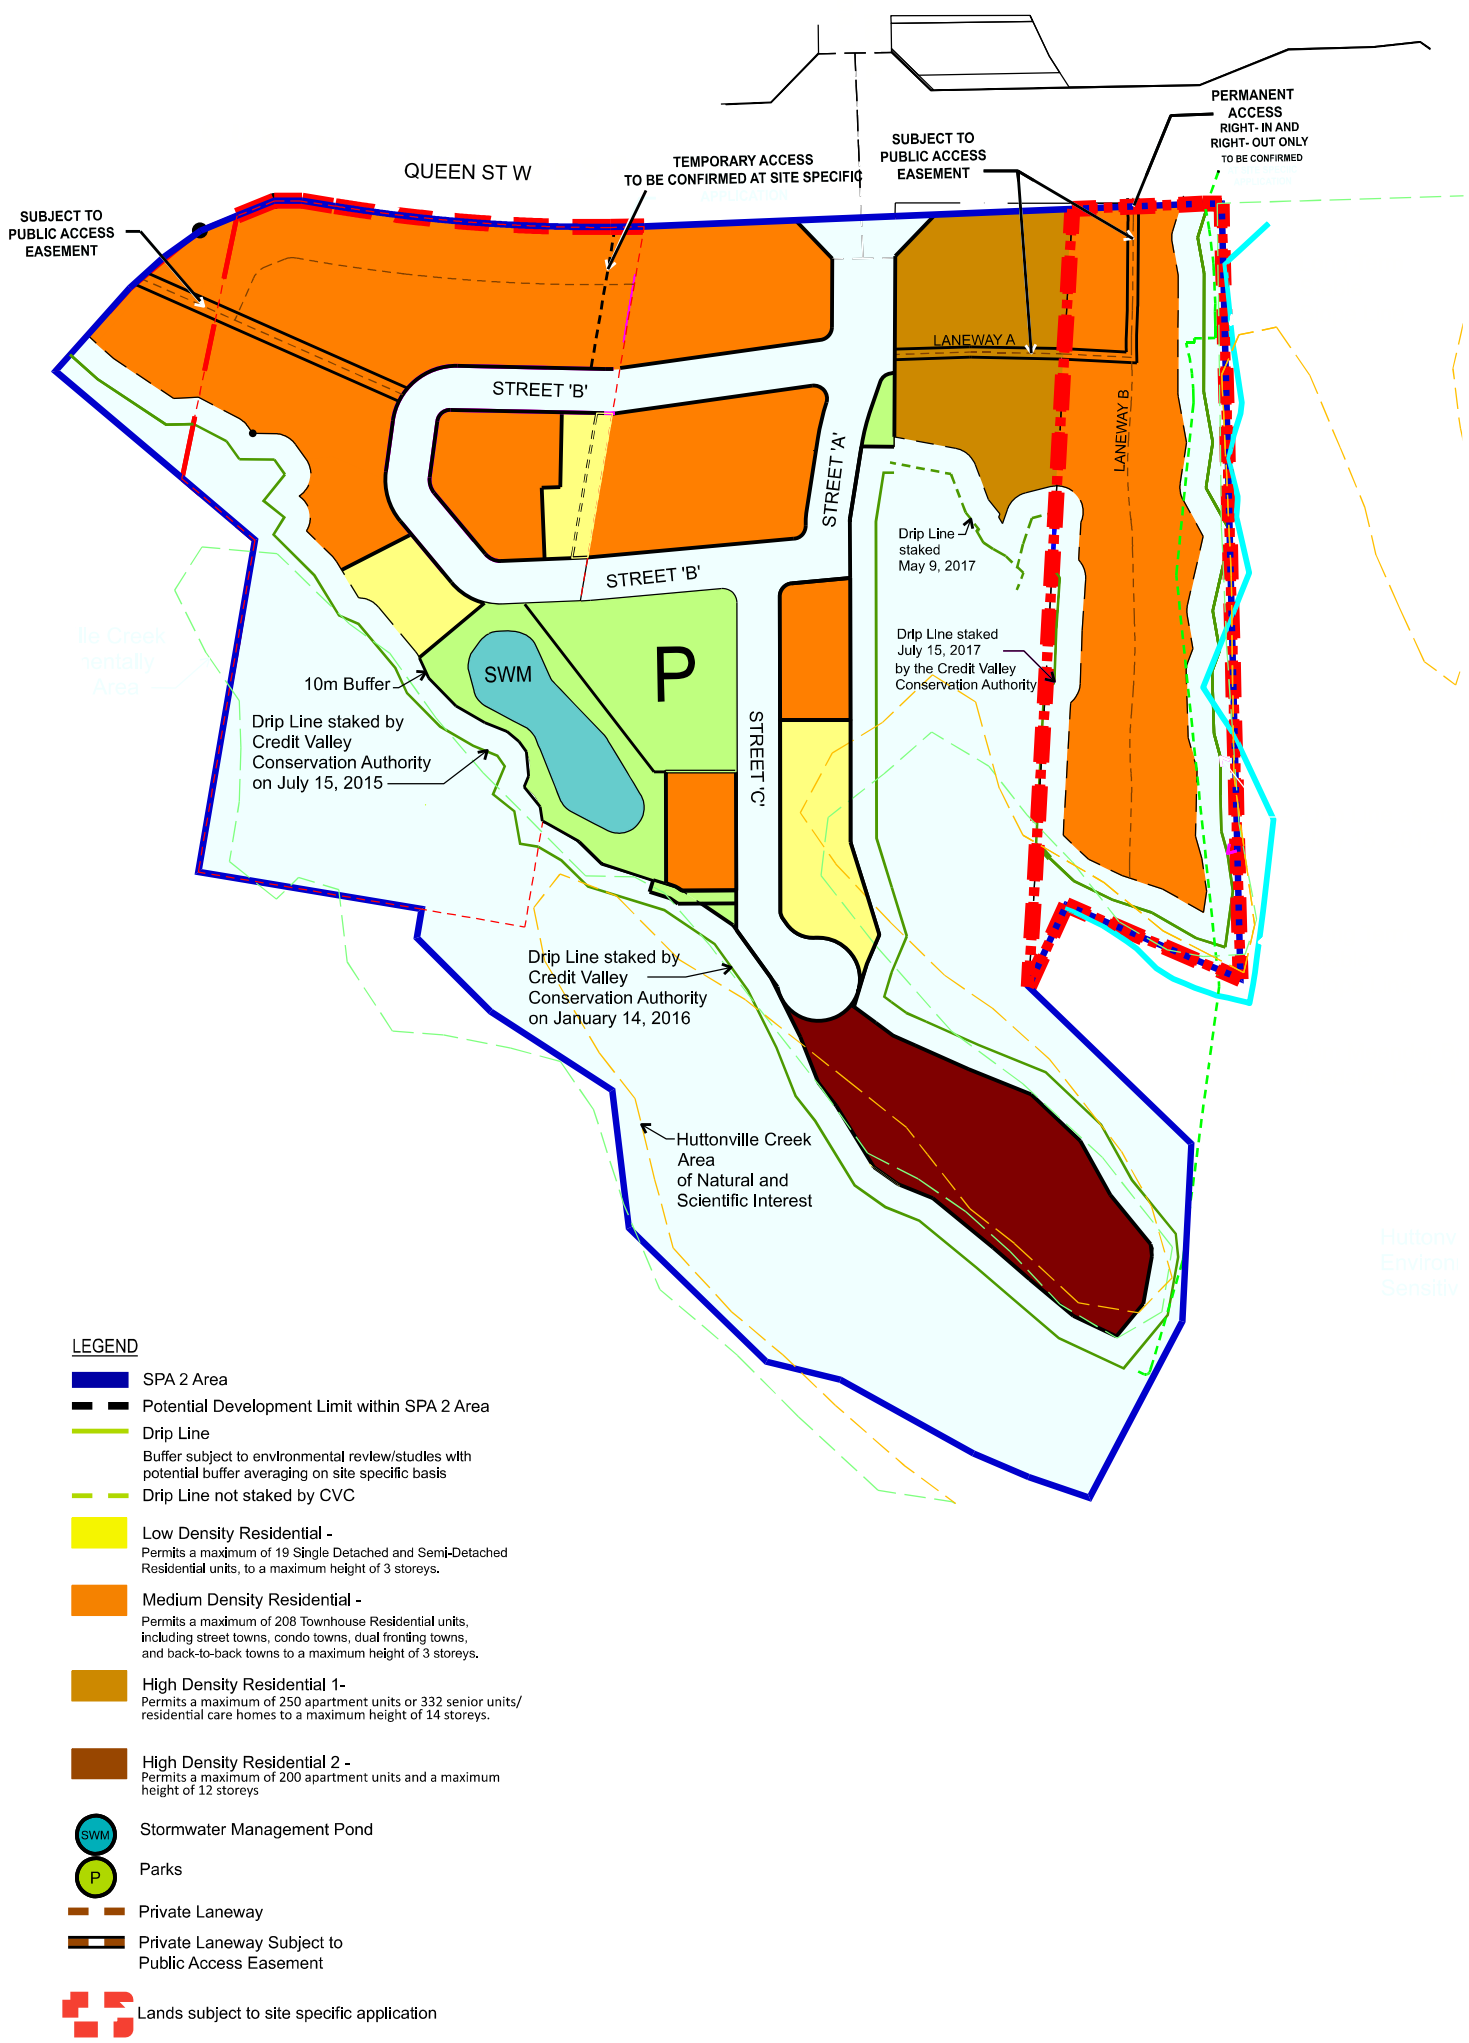 PERMANENT
ACCESS
RIGHT- IN AND
RIGHT- OUT ONLY
TO BE CONFIRMED
SUBJECT TO
PUBLIC ACCESS
EASEMENT
TEMPORARY ACCESS
TO BE CONFIRMED AT SITE SPECIFIC
QUEEN ST W
SUBJECT TO
PUBLIC ACCESS
EASEMENT
LANEWAY A
LANEWAY B
STREET 'B'
STREET 'A'
Drip Line
staked
May 9, 2017
STREET 'B'
Drip Line staked
July 15, 2017
by the Credit Valley
Conservation Authority
lle Creek
nentally
Area
SWM
P
10m Buffer
STREET 'C'
Drip Line staked by
Credit Valley
Conservation Authority
on July 15, 2015
Drip Line staked by
Credit Valley
Conservation Authority
on January 14, 2016
Huttonville Creek
Area
of Natural and
Scientific Interest
Huttonv
Environ
Sensitiv
LEGEND
SPA 2 Area
Potential Development Limit within SPA 2 Area
Drip Line
Buffer subject to environmental review/studies with
potential buffer averaging on site specific basis
Drip Line not staked by CVC
Low Density Residential -
Permits a maximum of 19 Single Detached and Semi-Detached
Residential units, to a maximum height of 3 storeys.
Medium Density Residential -
Permits a maximum of 208 Townhouse Residential units,
including street towns, condo towns, dual fronting towns,
and back-to-back towns to a maximum height of 3 storeys.
High Density Residential 1-
Permits a maximum of 250 apartment units or 332 senior units/
residential care homes to a maximum height of 14 storeys.
High Density Residential 2 -
Permits a maximum of 200 apartment units and a maximum
height of 12 storeys
SWM
Stormwater Management Pond
P
Parks
Private Laneway
Private Laneway Subject to
Public Access Easement
Lands subject to site specific application